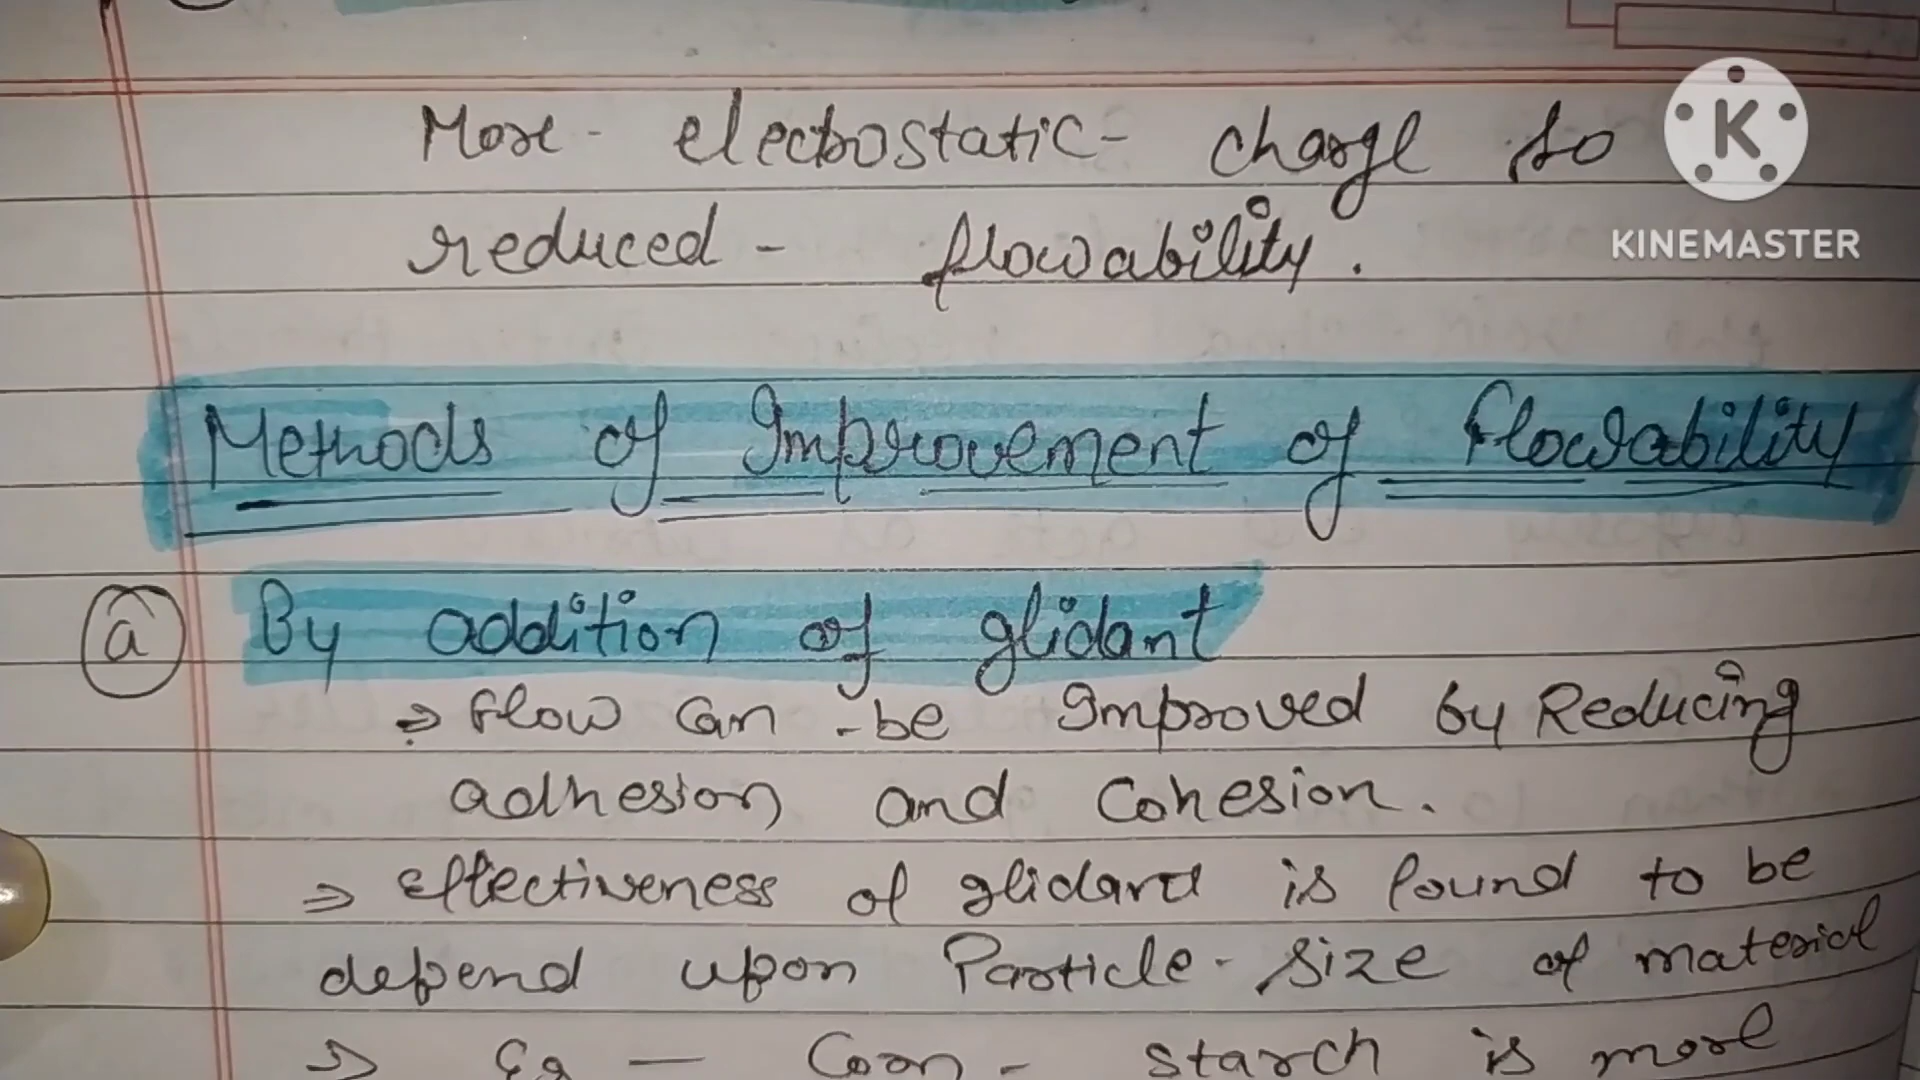 More - electrostatic - charge so
reduced - flowability.
KINEMASTER
Methods of Improvement of Flowability
(a) By addition of glidant
⇒ Flow can - be Improved by Reducing
adhesion and Cohesion.
⇒ Effectiveness of glidant is found to be
depend upon Particle - Size of material
⇒ Eg — Corn - starch is more